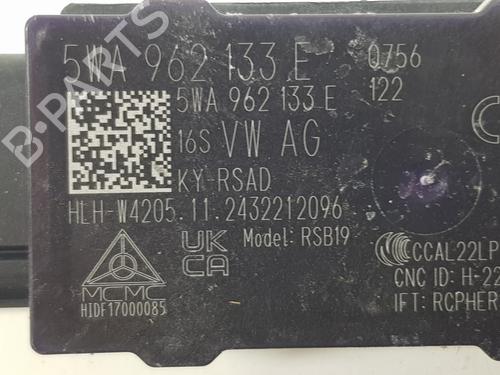 5WA 962 133 E 0756
5WA 962 133 E 122
16S VW AG
KY-RSAD
HLH-W4205.11.2432212096
UK
CA
Model: RSB19
CCAL22LP
CNC ID: H-22
IFT: RCPHER
MCMC
HIDF17000085